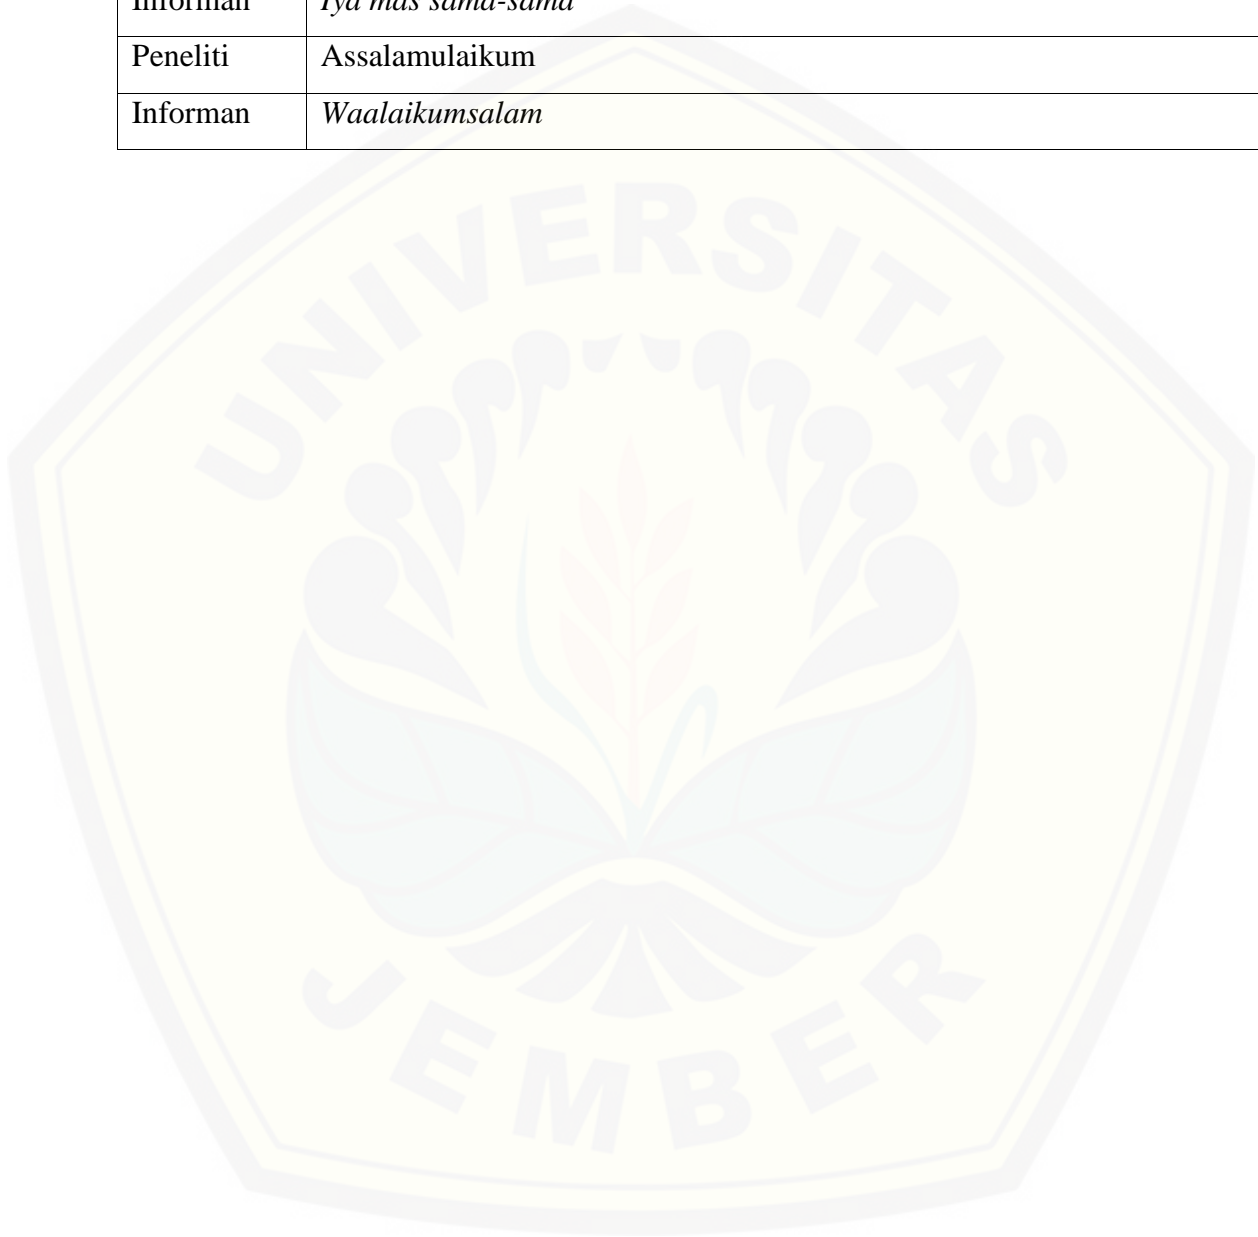 Informan Iya mas sama-sama
Peneliti Assalamulaikum
Informan Waalaikumsalam
UNIVERSITAS
JEMBER